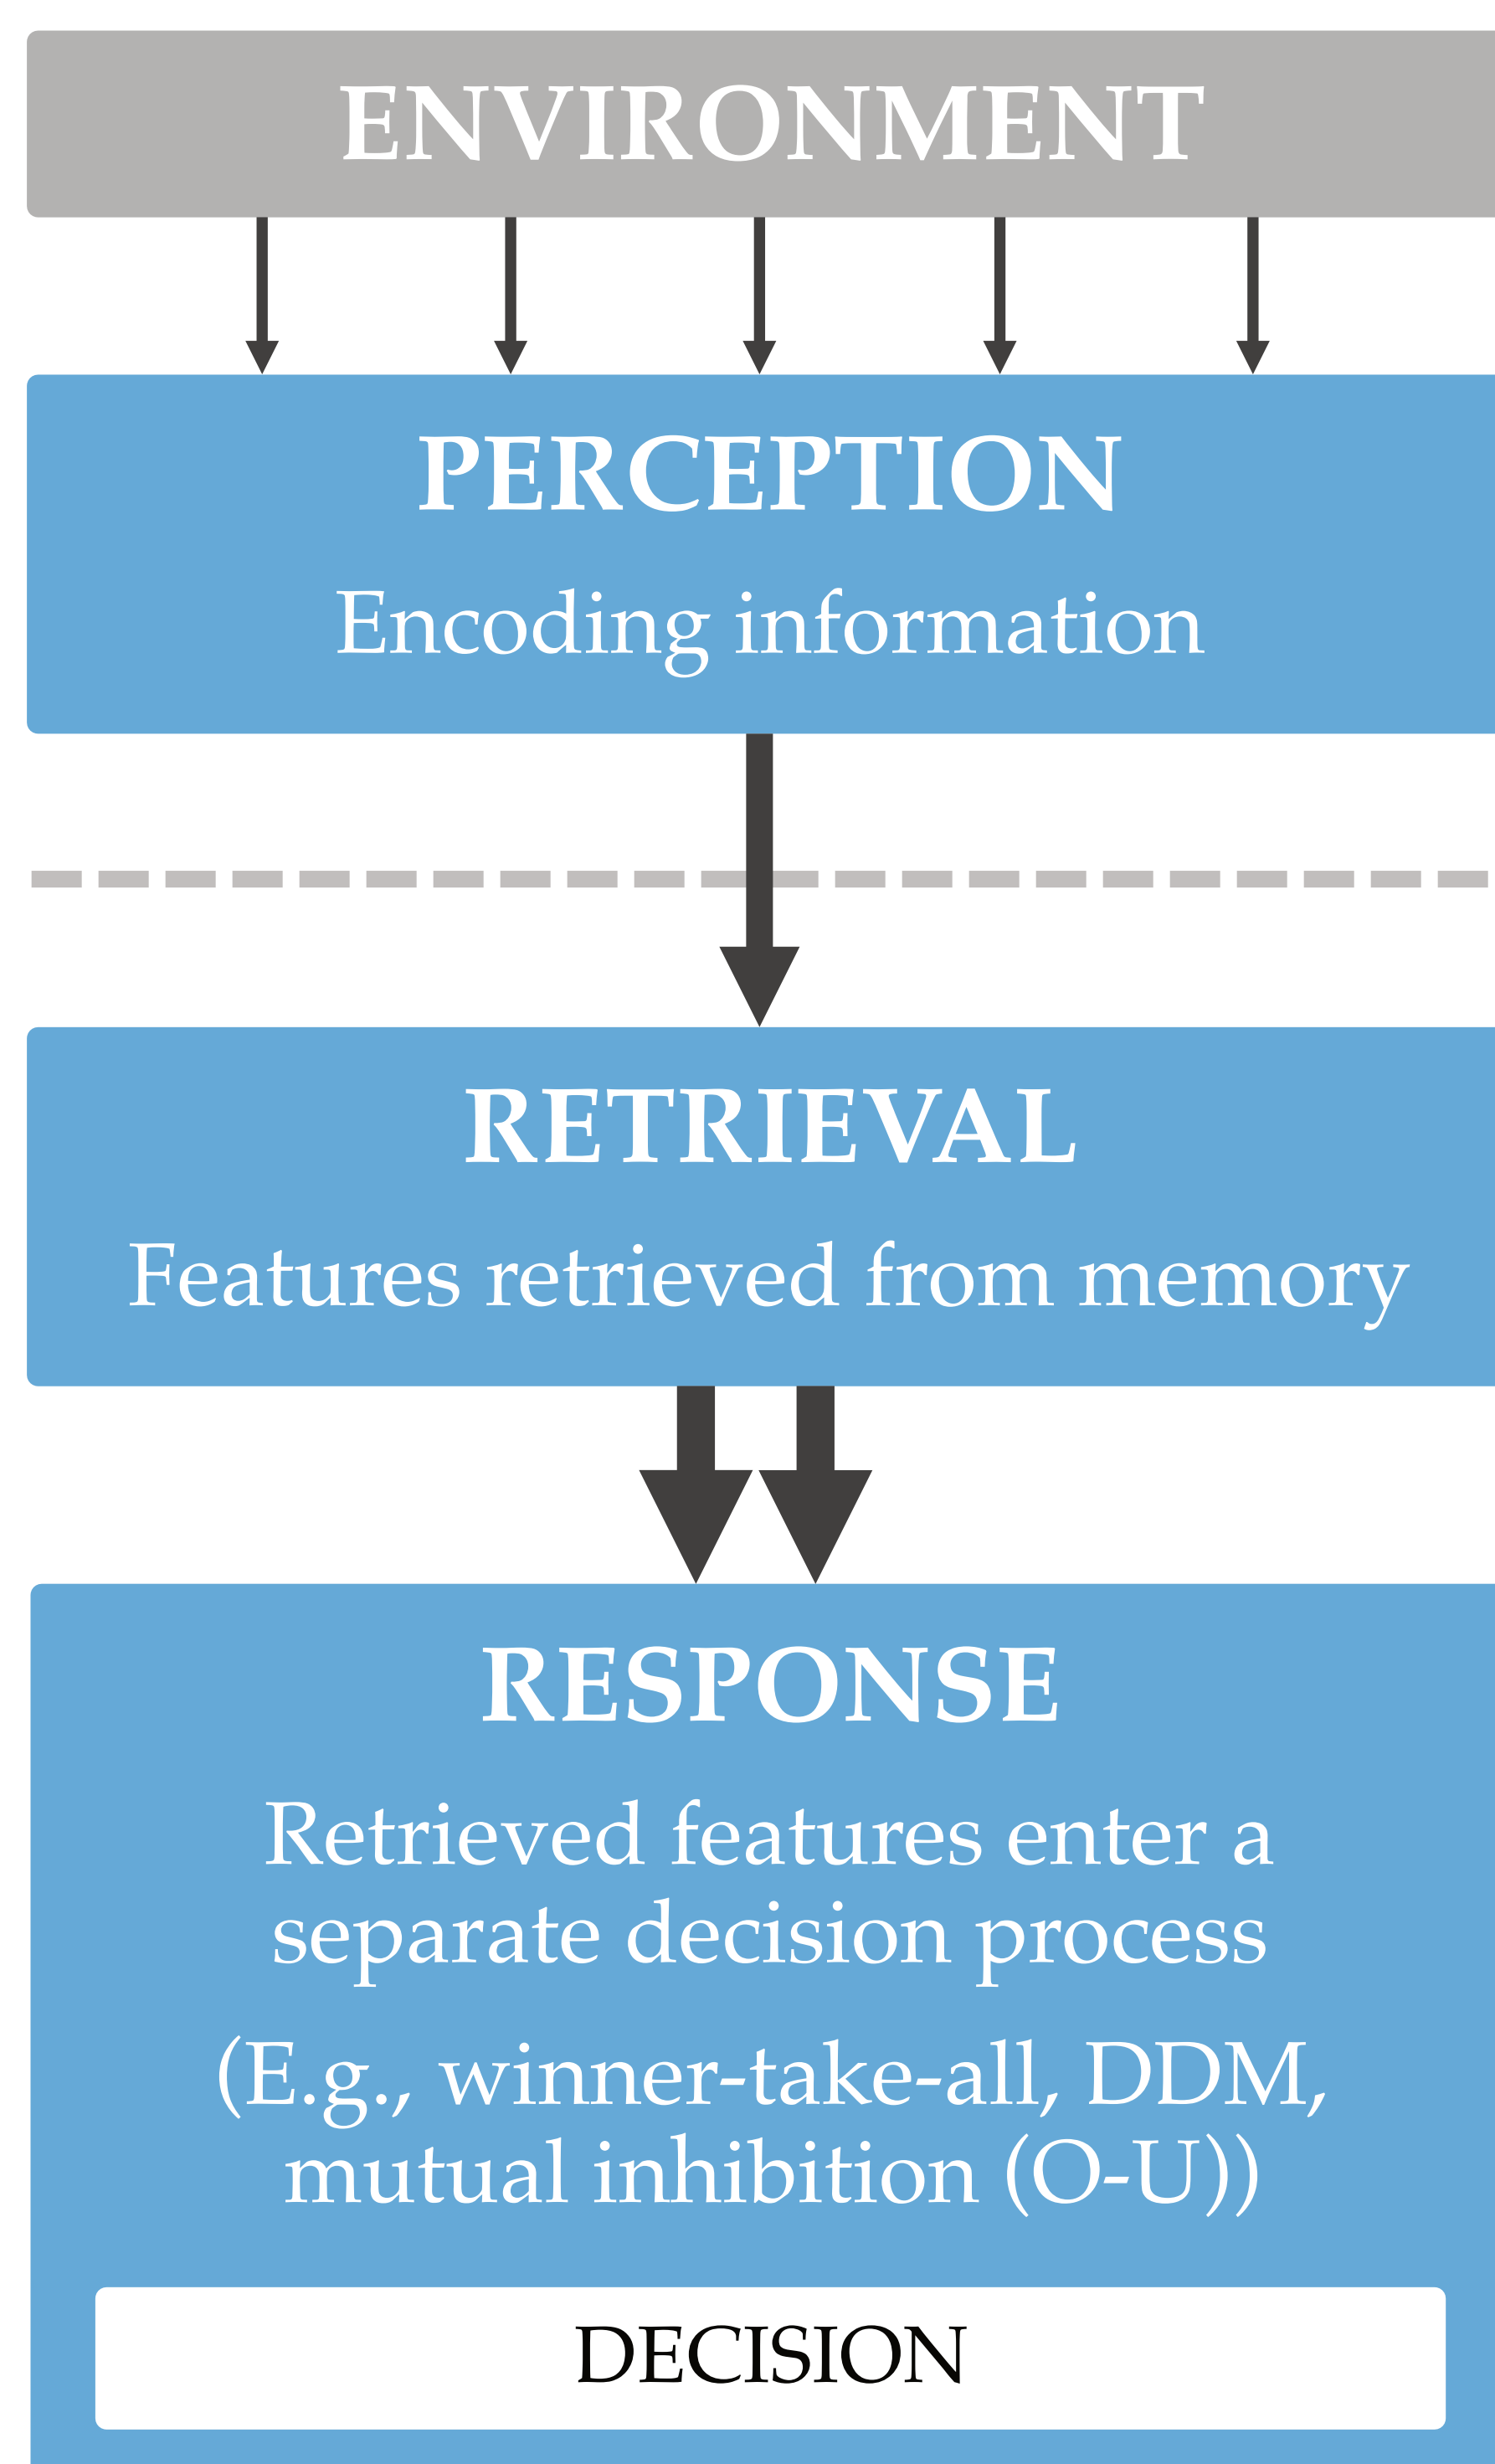 ENVIRONMENT
PERCEPTION
Encoding information
RETRIEVAL
Features retrieved from memory
RESPONSE
Retrieved features enter a
separate decision process
(E.g., winner-take-all, DDM,
mutual inhibition (O-U))
DECISION